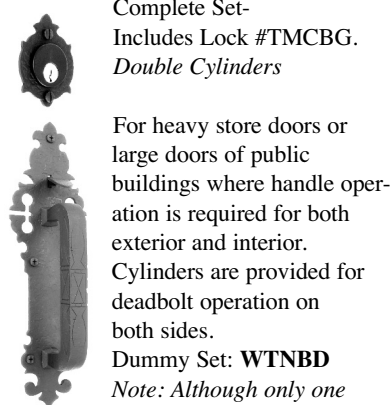 Complete Set-
Includes Lock #TMCBG.
Double Cylinders
For heavy store doors or
large doors of public
buildings where handle oper-
ation is required for both
exterior and interior.
Cylinders are provided for
deadbolt operation on
both sides.
Dummy Set: WTNBD
Note: Although only one